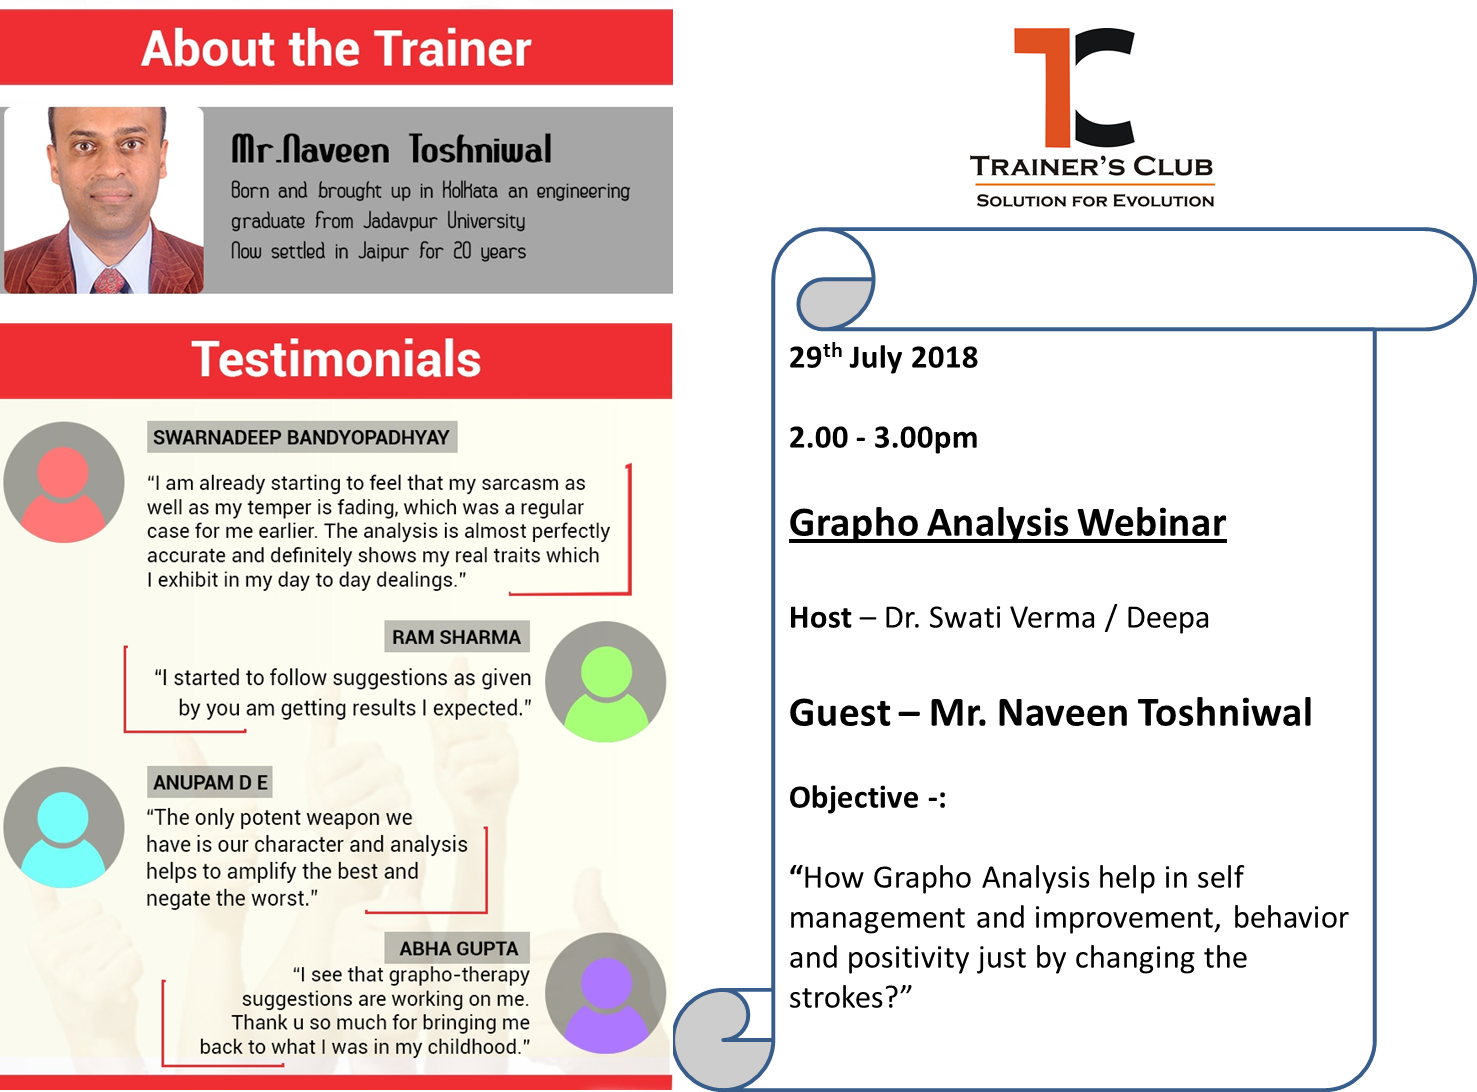 About the Trainer
Mr.Naveen Toshniwal
Born and brought up in Kolkata an engineering
graduate from Jadavpur University
Now settled in Jaipur for 20 years
Testimonials
SWARNADEEP BANDYOPADHYAY
“I am already starting to feel that my sarcasm as
well as my temper is fading, which was a regular
case for me earlier. The analysis is almost perfectly
accurate and definitely shows my real traits which
I exhibit in my day to day dealings.”
RAM SHARMA
“I started to follow suggestions as given
by you am getting results I expected.”
ANUPAM D E
“The only potent weapon we
have is our character and analysis
helps to amplify the best and
negate the worst.”
ABHA GUPTA
“I see that grapho-therapy
suggestions are working on me.
Thank u so much for bringing me
back to what I was in my childhood.”
TC
TRAINER’S CLUB
SOLUTION FOR EVOLUTION
29th July 2018
2.00 - 3.00pm
Grapho Analysis Webinar
Host – Dr. Swati Verma / Deepa
Guest – Mr. Naveen Toshniwal
Objective -:
“How Grapho Analysis help in self
management and improvement, behavior
and positivity just by changing the
strokes?”